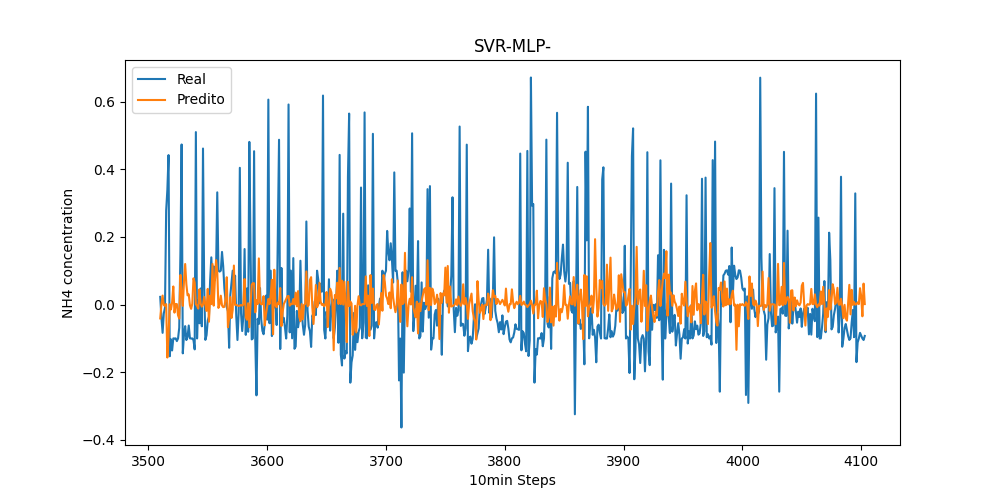 SVR-MLP-
Real
Predito
NH4 concentration
0.6
0.4
0.2
0.0
−0.2
−0.4
3500 3600 3700 3800 3900 4000 4100
10min Steps